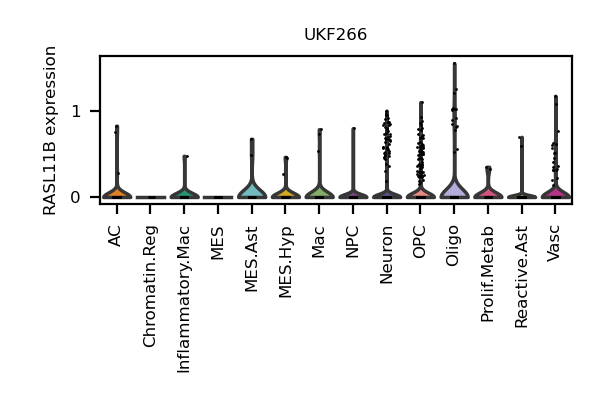 UKF266
RASL11B expression
1
0
AC
Chromatin.Reg
Inflammatory.Mac
MES
MES.Ast
MES.Hyp
Mac
NPC
Neuron
OPC
Oligo
Prolif.Metab
Reactive.Ast
Vasc